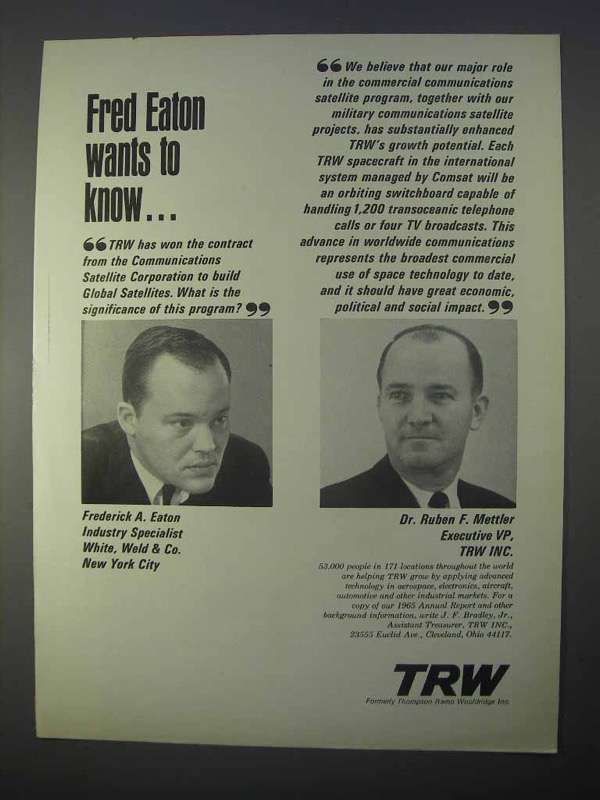 Fred Eaton
wants to
know...
“TRW has won the contract
from the Communications
Satellite Corporation to build
Global Satellites. What is the
significance of this program?”
Frederick A. Eaton
Industry Specialist
White, Weld & Co.
New York City
“We believe that our major role
in the commercial communications
satellite program, together with our
military communications satellite
projects, has substantially enhanced
TRW's growth potential. Each
TRW spacecraft in the international
system managed by Comsat will be
an orbiting switchboard capable of
handling 1,200 transoceanic telephone
calls or four TV broadcasts. This
advance in worldwide communications
represents the broadest commercial
use of space technology to date,
and it should have great economic,
political and social impact.”
Dr. Ruben F. Mettler
Executive VP,
TRW INC.
53,000 people in 171 locations throughout the world
are helping TRW grow by applying advanced
technology in aerospace, electronics, aircraft,
automotive and other industrial markets. For a
copy of our 1965 Annual Report and other
background information, write J. F. Bradley, Jr.,
Assistant Treasurer, TRW INC.,
23555 Euclid Ave., Cleveland, Ohio 44117.
TRW
Formerly Thompson Ramo Wooldridge Inc.